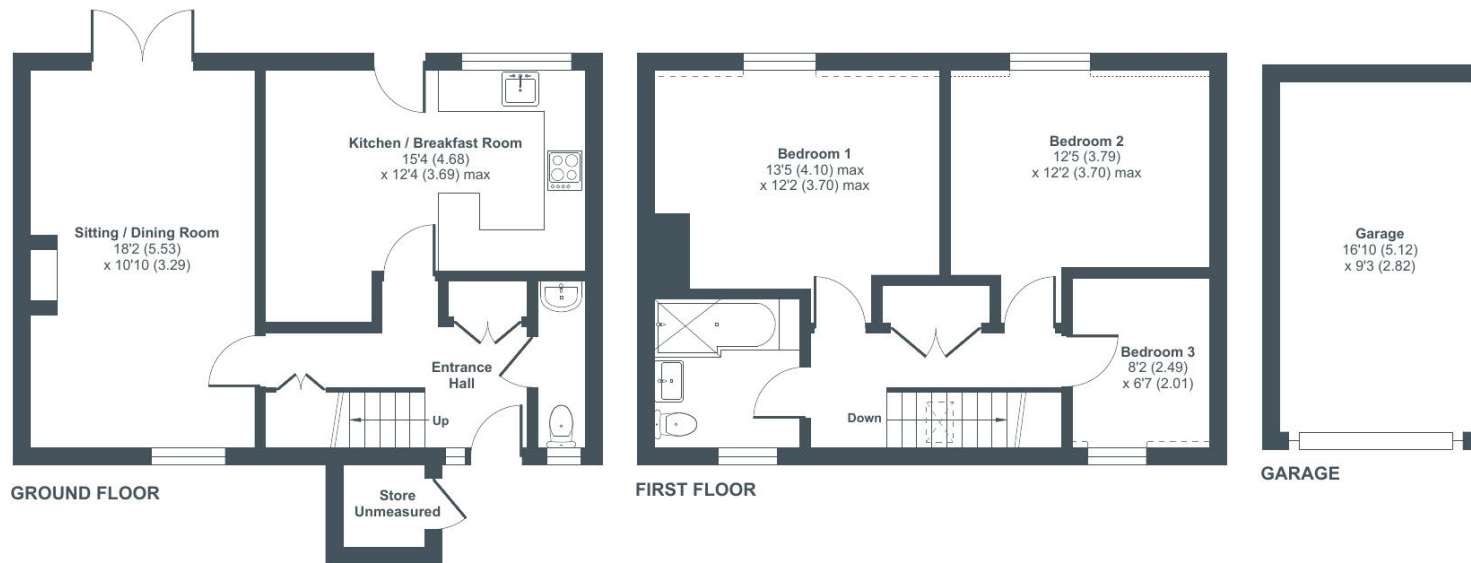 Kitchen / Breakfast Room
15'4 (4.68)
x 12'4 (3.69) max
Sitting / Dining Room
18'2 (5.53)
x 10'10 (3.29)
Entrance
Hall
Up
Store
Unmeasured
GROUND FLOOR
Bedroom 1
13'5 (4.10) max
x 12'2 (3.70) max
Bedroom 2
12'5 (3.79)
x 12'2 (3.70) max
Bedroom 3
8'2 (2.49)
x 6'7 (2.01)
Down
FIRST FLOOR
Garage
16'10 (5.12)
x 9'3 (2.82)
GARAGE